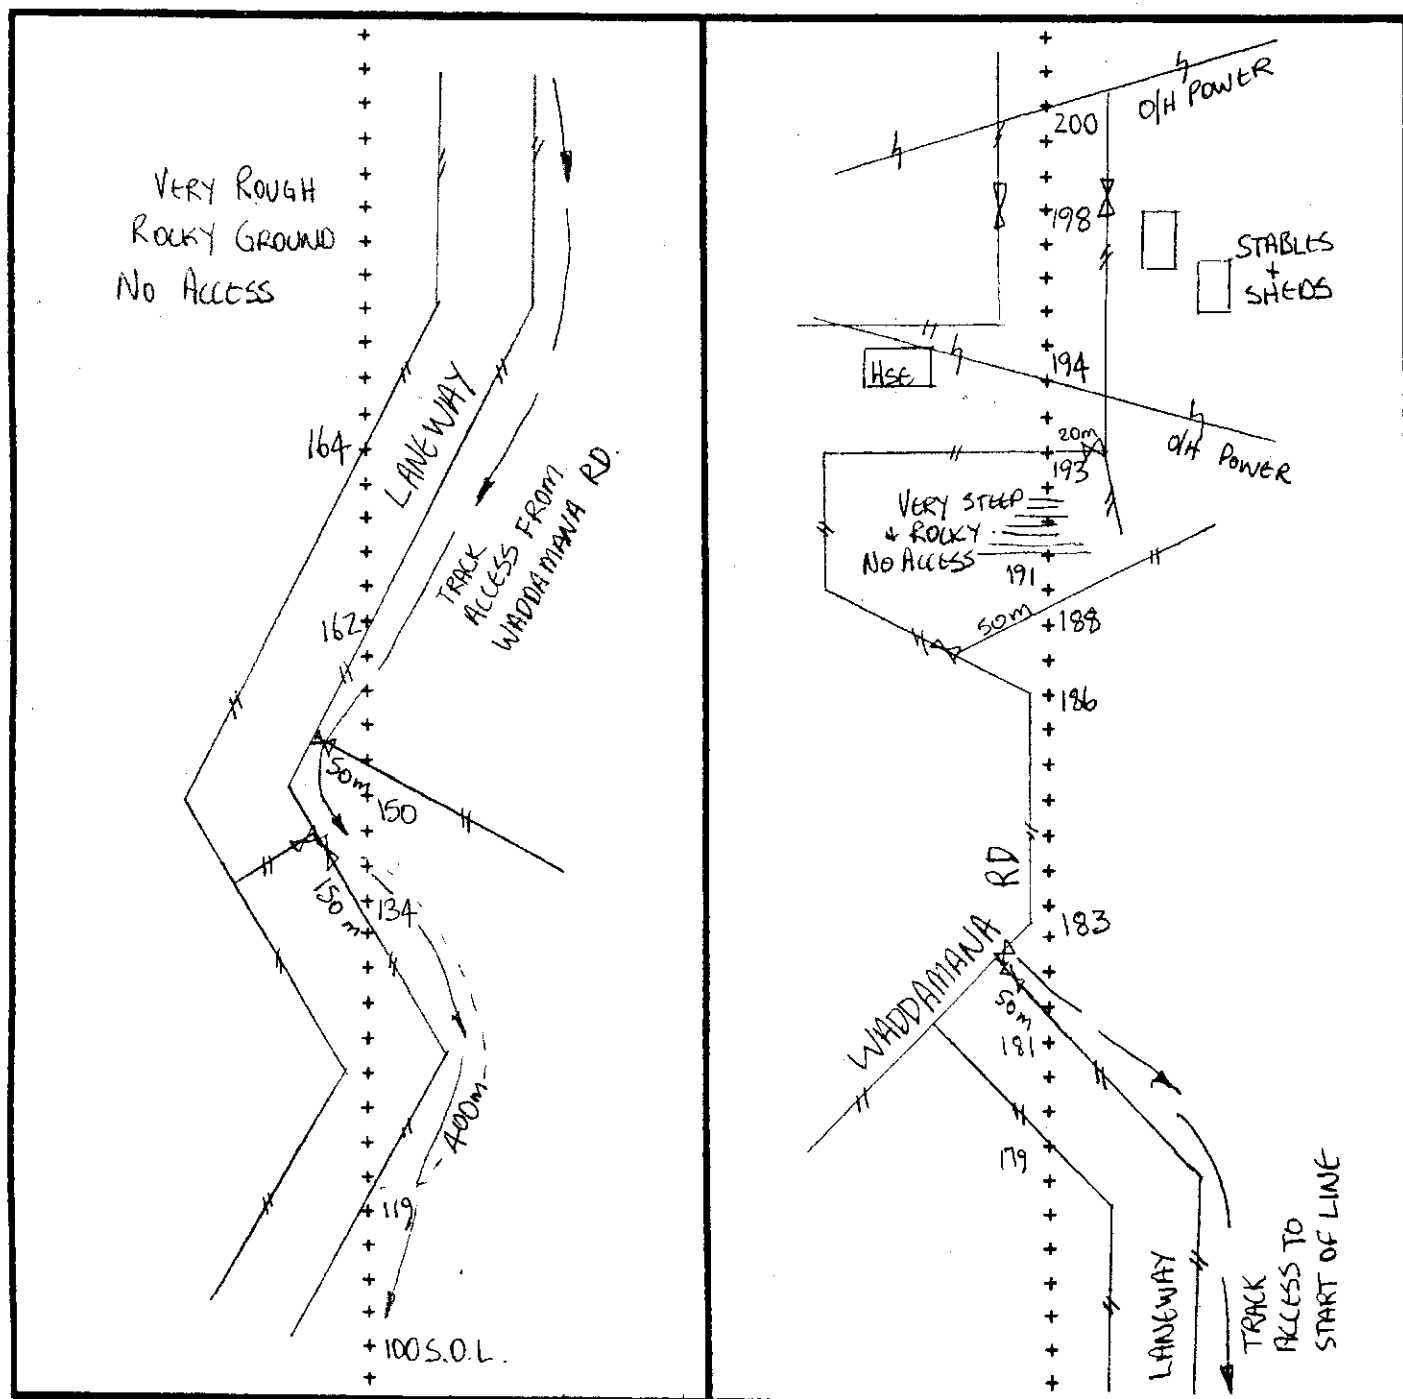 VERY ROUGH
ROCKY GROUND
NO ACCESS
LANEWAY
164
TRACK
ACCESS FROM
WADDAMANA RD.
162
50m
150
150m
134
400m
119
100 S.O.L.
O/H POWER
200
198
STABLES
+
SHEDS
194
HSE
20m
O/H POWER
193
VERY STEEP
+ ROCKY
NO ACCESS
191
50m
188
186
WADDAMANA RD
183
50m
181
179
LANEWAY
TRACK
ACCESS TO
START OF LINE